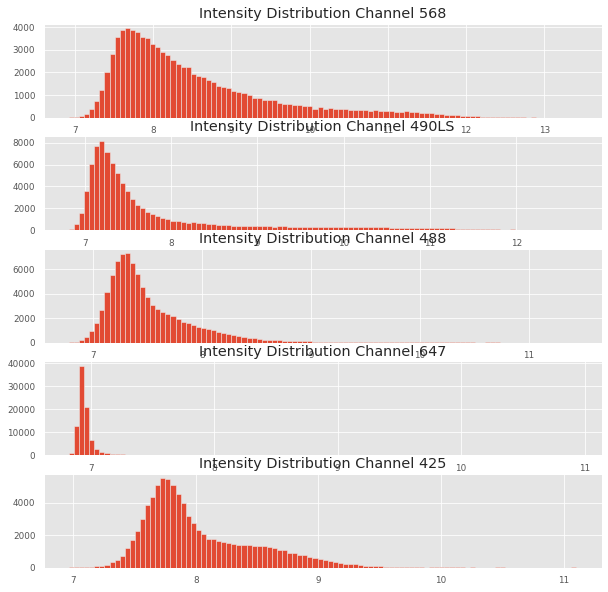 Intensity Distribution Channel 568
4000
3000
2000
1000
0
7 8 9 10 11 12 13
Intensity Distribution Channel 490LS
8000
6000
4000
2000
0
7 8 9 10 11 12
Intensity Distribution Channel 488
6000
4000
2000
0
7 8 9 10 11
Intensity Distribution Channel 647
40000
30000
20000
10000
0
7 8 9 10 11
Intensity Distribution Channel 425
4000
2000
0
7 8 9 10 11